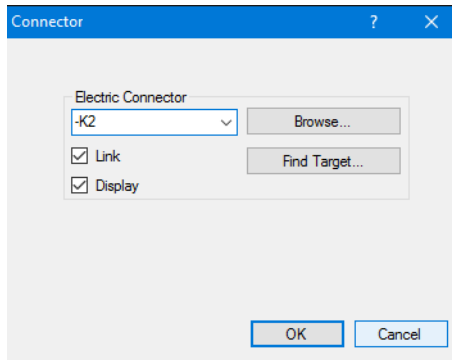 Connector ?
Electric Connector
-K2 Browse...
Link Find Target...
Display
OK Cancel